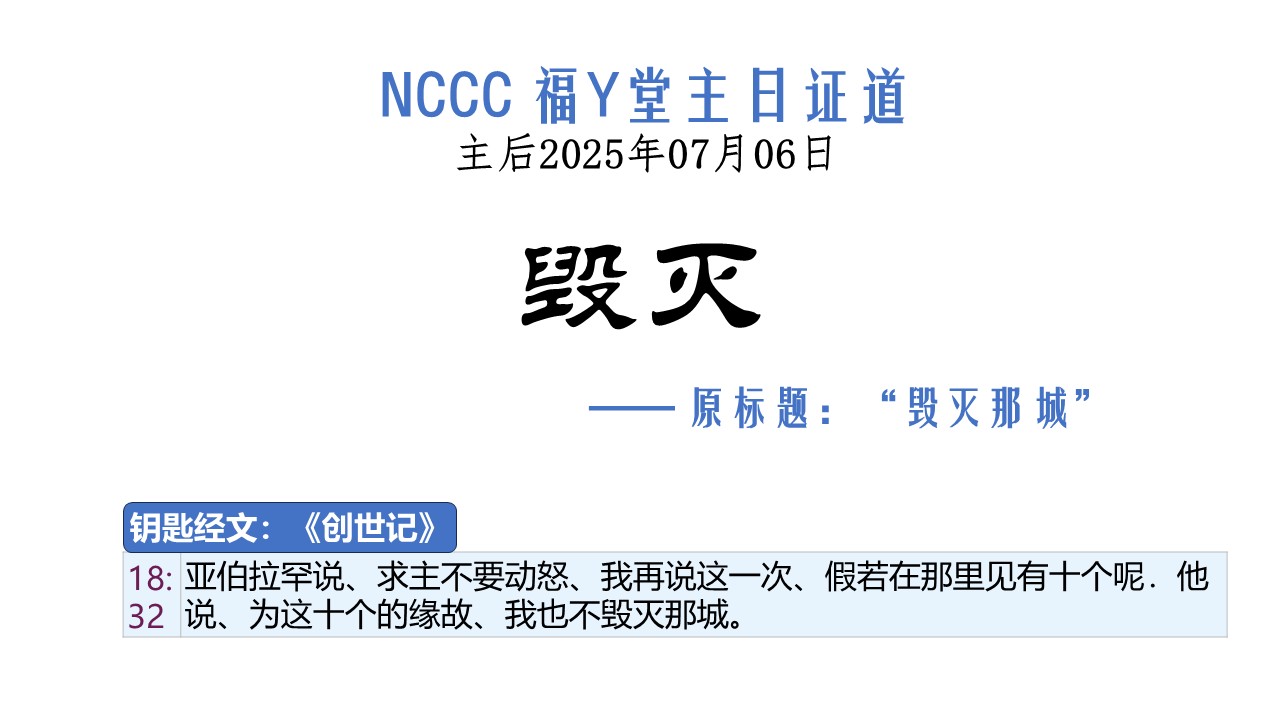 NCCC 福Y堂主日证道
主后2025年07月06日
毁灭
—— 原标题：“毁灭那城”
钥匙经文：《创世记》
18:32 亚伯拉罕说、求主不要动怒、我再说这一次、假若在那里见有十个呢．他
说、为这十个的缘故、我也不毁灭那城。